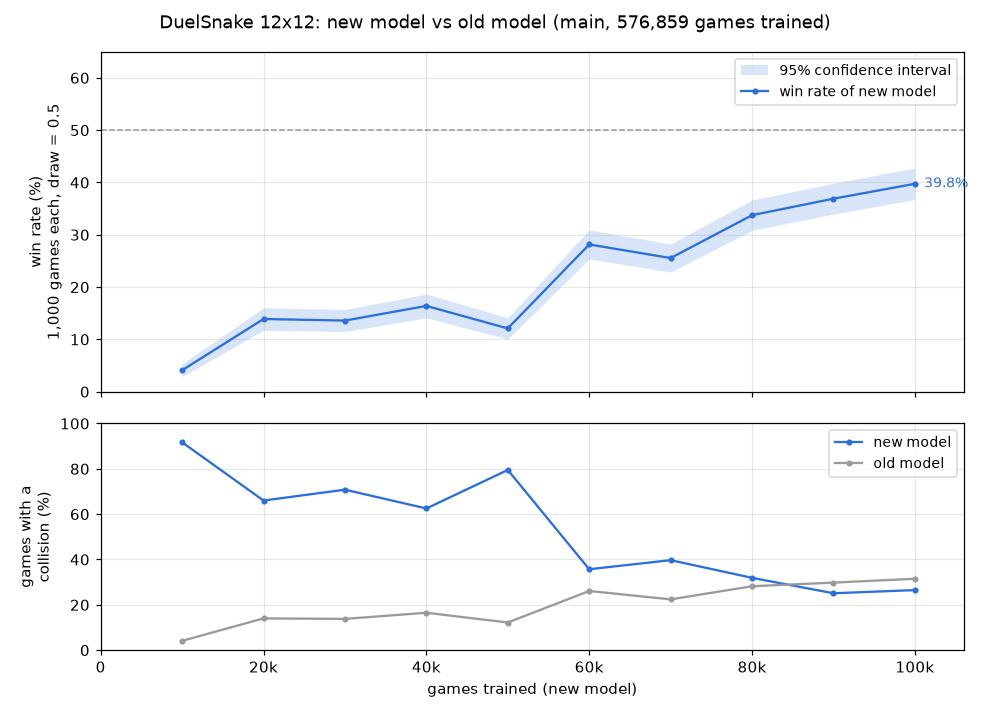 DuelSnake 12x12: new model vs old model (main, 576,859 games trained)
95% confidence interval
win rate of new model
win rate (%)
1,000 games each, draw = 0.5
60
50
40
30
20
10
0
39.8%
new model
old model
games with a
collision (%)
100
80
60
40
20
0
0
20k
40k
60k
80k
100k
games trained (new model)